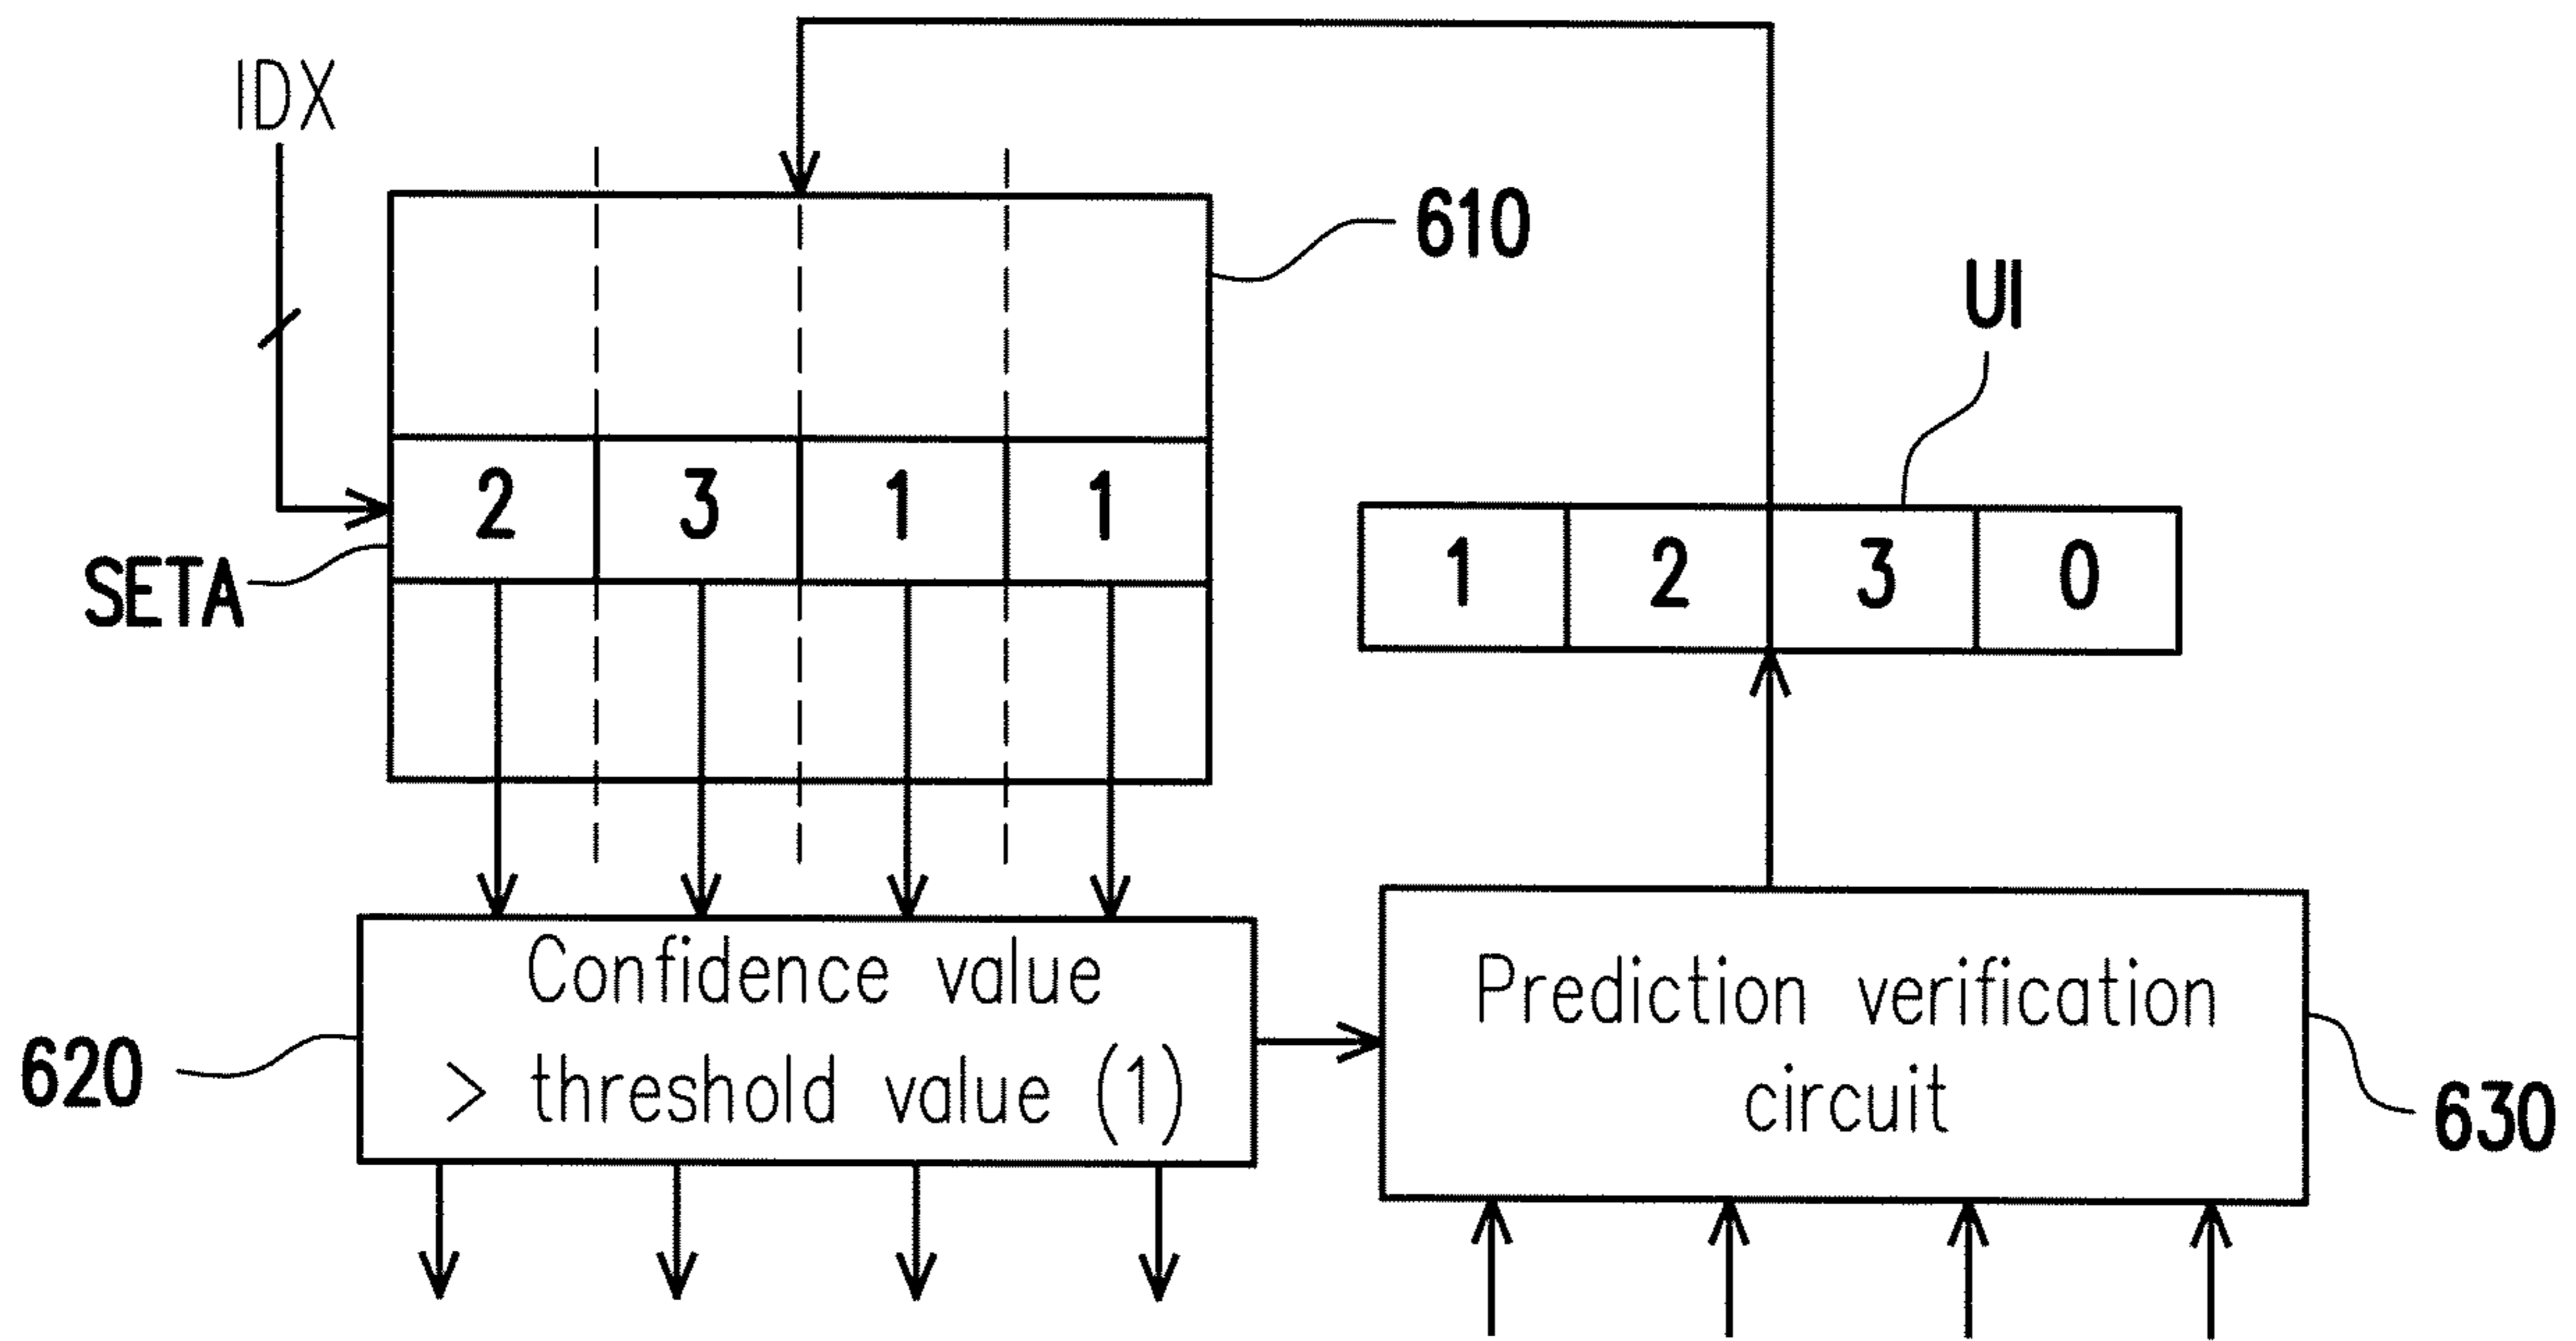 IDX
610
UI
2 3 1 1
SETA
1 2 3 0
Confidence value
> threshold value (1)
620
Prediction verification
circuit
630